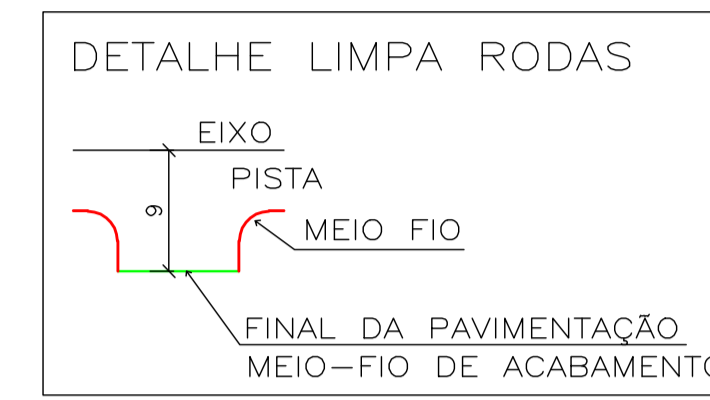 DETALHE LIMPA RODAS
EIXO
PISTA
9
MEIO FIO
FINAL DA PAVIMENTAÇÃO
MEIO-FIO DE ACABAMENTO